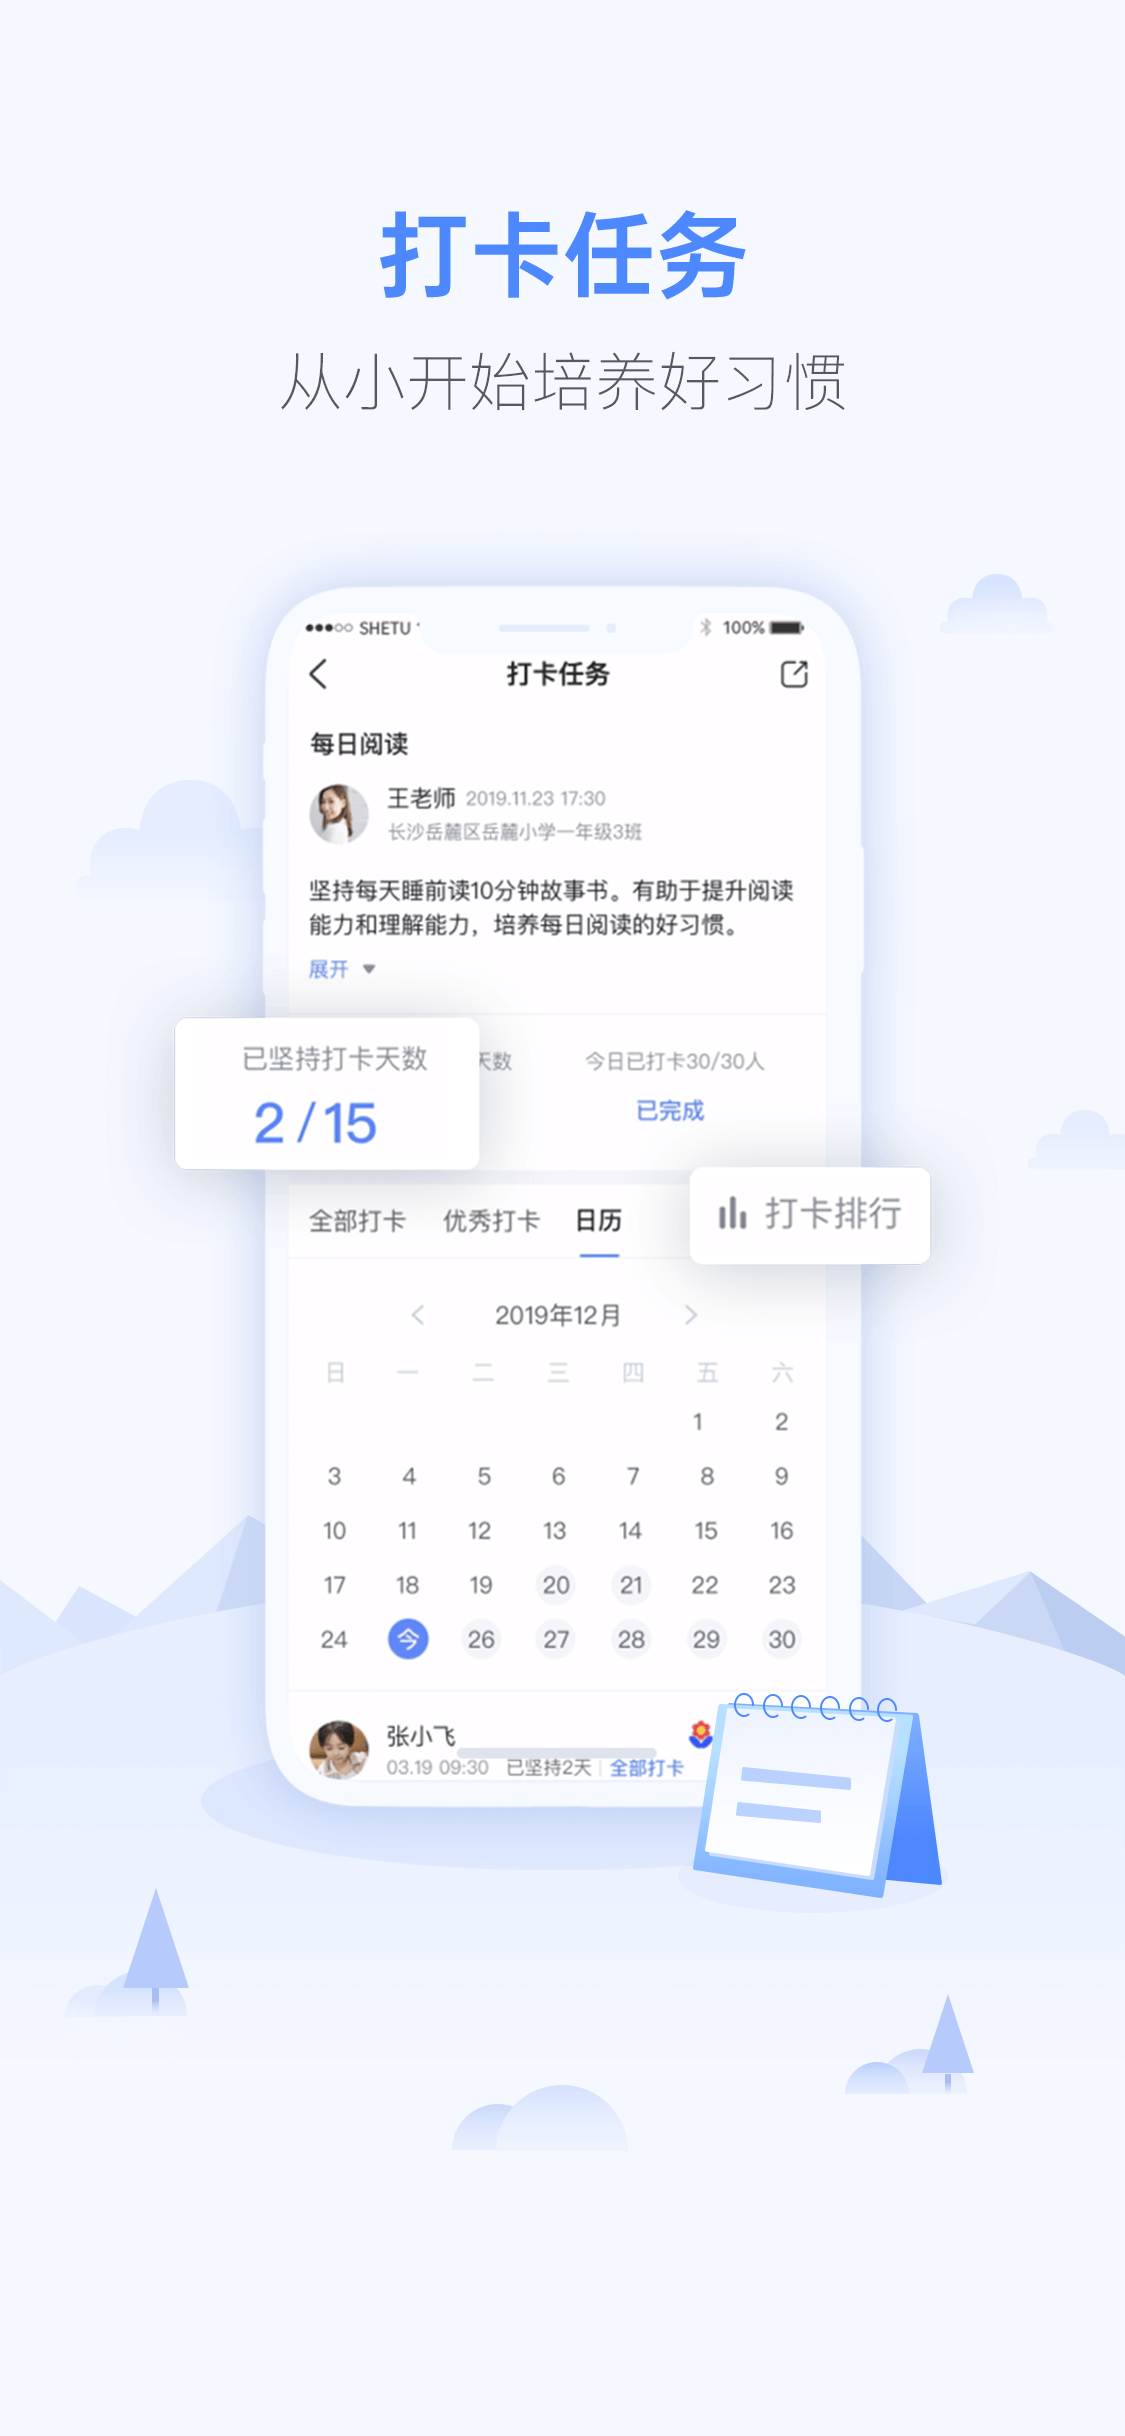 打卡任务
从小开始培养好习惯
SHETU
100%
打卡任务
每日阅读
王老师 2019.11.23 17:30
长沙岳麓区岳麓小学一年级3班
坚持每天睡前读10分钟故事书。有助于提升阅读
能力和理解能力，培养每日阅读的好习惯。
展开
已坚持打卡天数
2/15
天数
今日已打卡30/30人
已完成
打卡排行
全部打卡 优秀打卡 日历
2019年12月
日 一 二 三 四 五 六
1 2
3 4 5 6 7 8 9
10 11 12 13 14 15 16
17 18 19 20 21 22 23
24 今 26 27 28 29 30
张小飞
03.19 09:30 已坚持2天 全部打卡